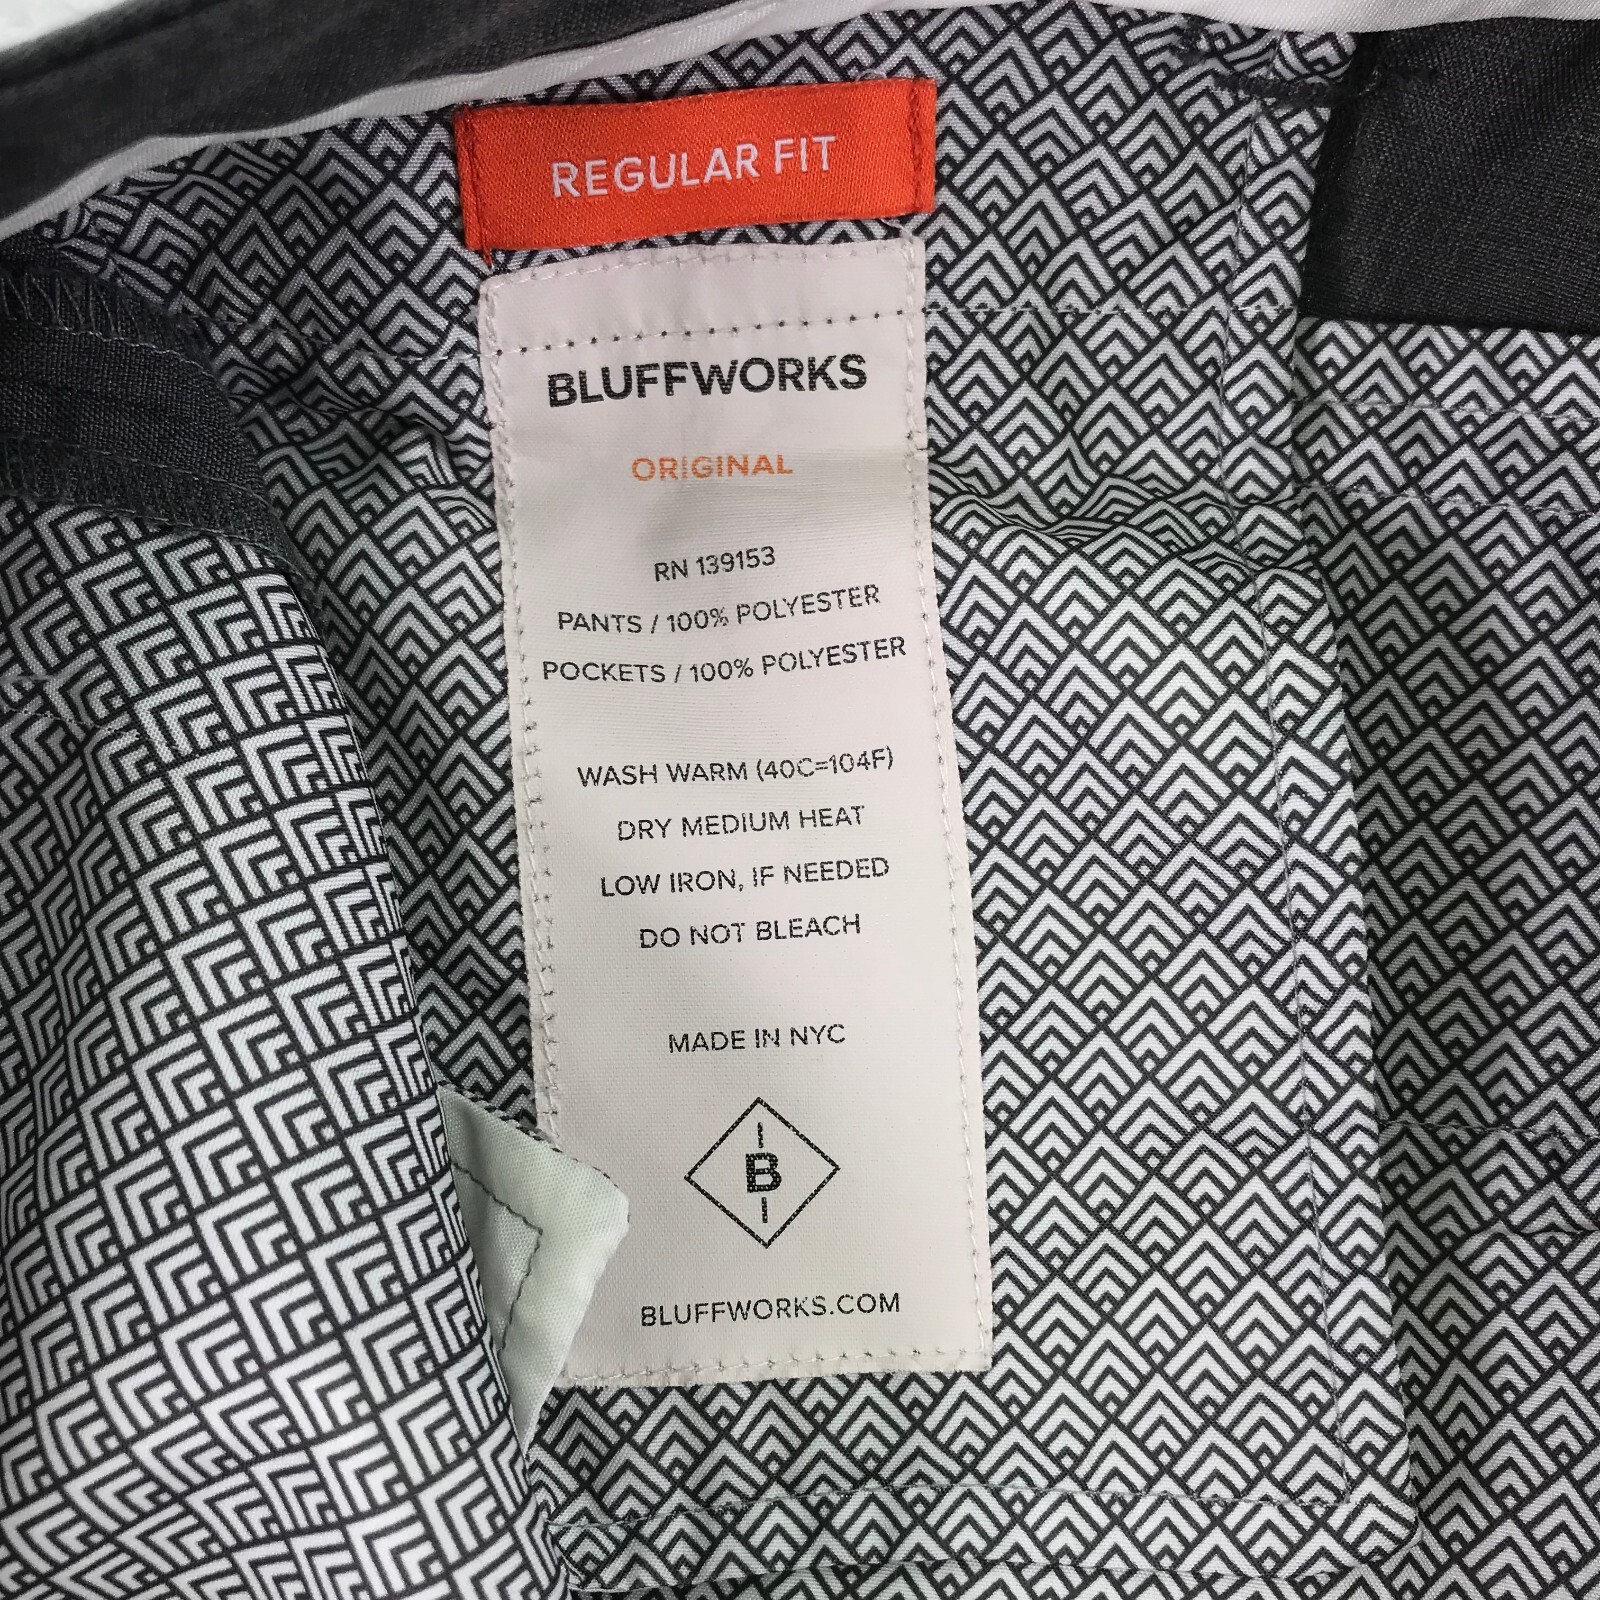 REGULAR FIT
BLUFFWORKS
ORIGINAL
RN 139153
PANTS / 100% POLYESTER
POCKETS / 100% POLYESTER
WASH WARM (40C=104F)
DRY MEDIUM HEAT
LOW IRON, IF NEEDED
DO NOT BLEACH
MADE IN NYC
B
BLUFFWORKS.COM